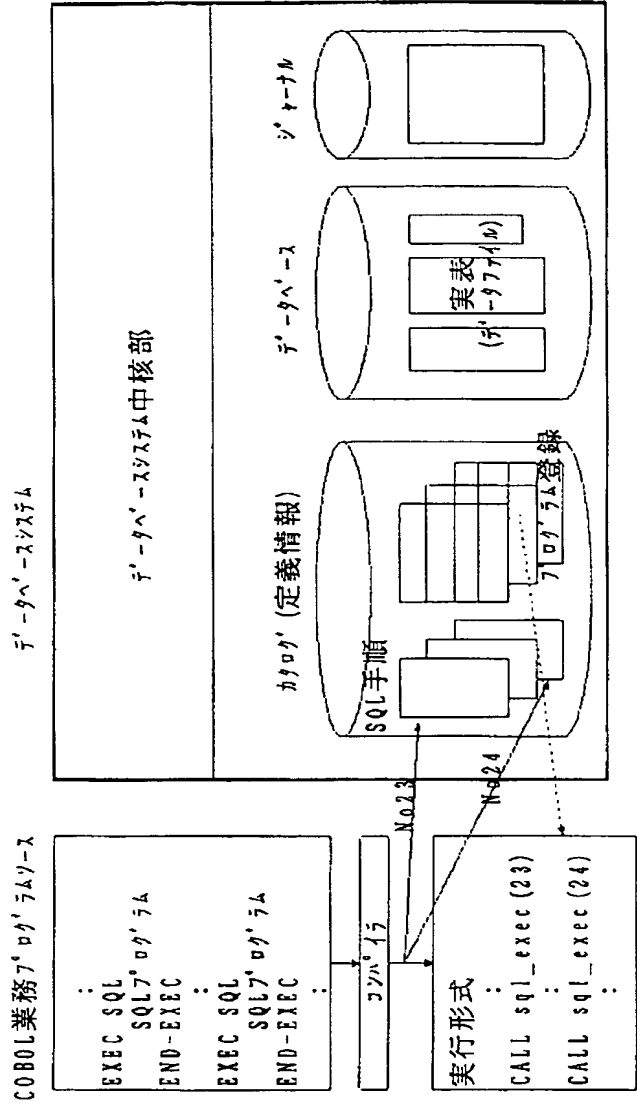 COBOL業務プログラムソース
:
EXEC SQL
SQLプログラム
END-EXEC
:
EXEC SQL
SQLプログラム
END-EXEC
:
コンパイラ
実行形式
:
CALL sql_exec(23)
:
CALL sql_exec(24)
:
No23
No24
データベースシステム
データベースシステム中核部
カタログ(定義情報)
SQL手順
プログラム登録
データベース
実表
(データファイル)
ジャーナル